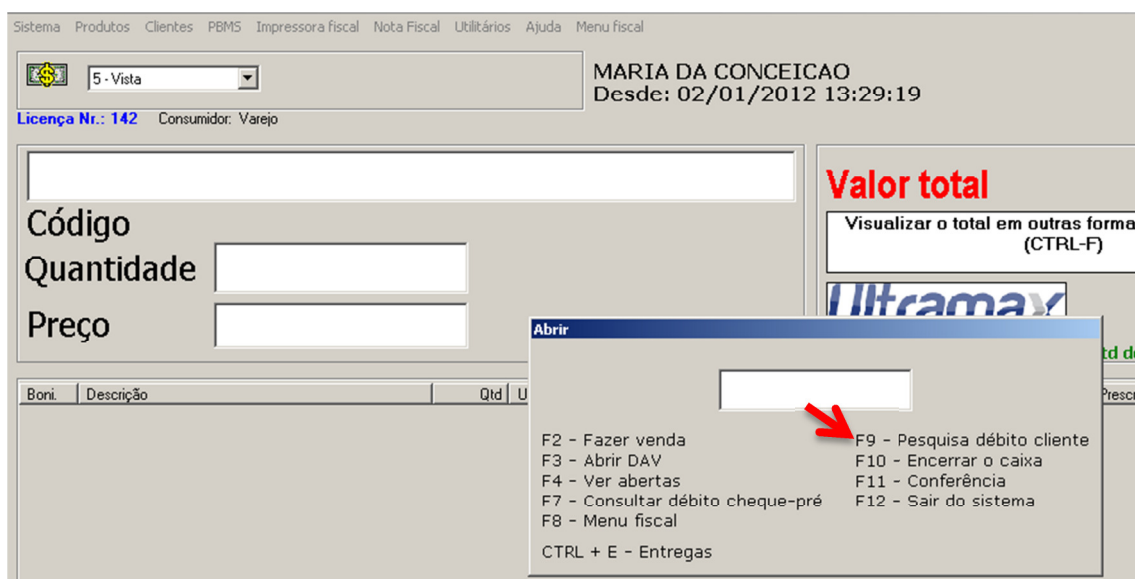 Sistema Produtos Clientes PBMS Impressora fiscal Nota Fiscal Utilitários Ajuda Menu fiscal
5 - Vista
MARIA DA CONCEICAO
Desde: 02/01/2012 13:29:19
Licença Nr.: 142 Consumidor: Varejo
Valor total
Código
Visualizar o total em outras forma
(CTRL-F)
Quantidade
Ultramax
Preço
Abrir
td d
Boni. Descrição Qtd U
Prescr
F2 - Fazer venda
F3 - Abrir DAV
F4 - Ver abertas
F7 - Consultar débito cheque-pré
F8 - Menu fiscal
CTRL + E - Entregas
F9 - Pesquisa débito cliente
F10 - Encerrar o caixa
F11 - Conferência
F12 - Sair do sistema